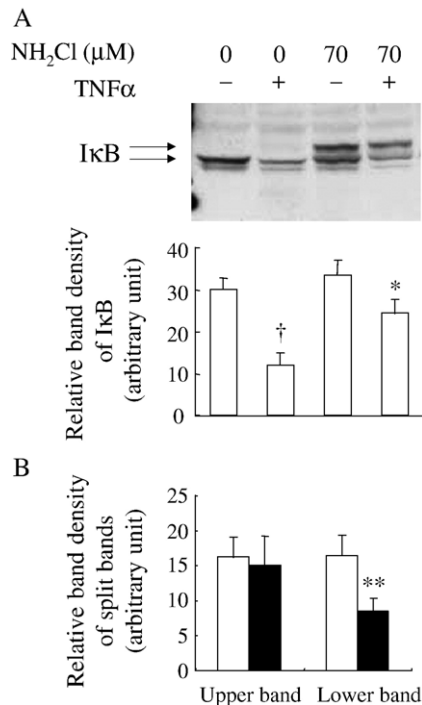 A
NH₂Cl (μM) 0 0 70 70
TNFα − + − +
IκB
Relative band density
of IκB
(arbitrary unit)
40
30
20
10
0
†
*
B
Relative band density
of split bands
(arbitrary unit)
25
20
15
10
5
0
**
Upper band Lower band